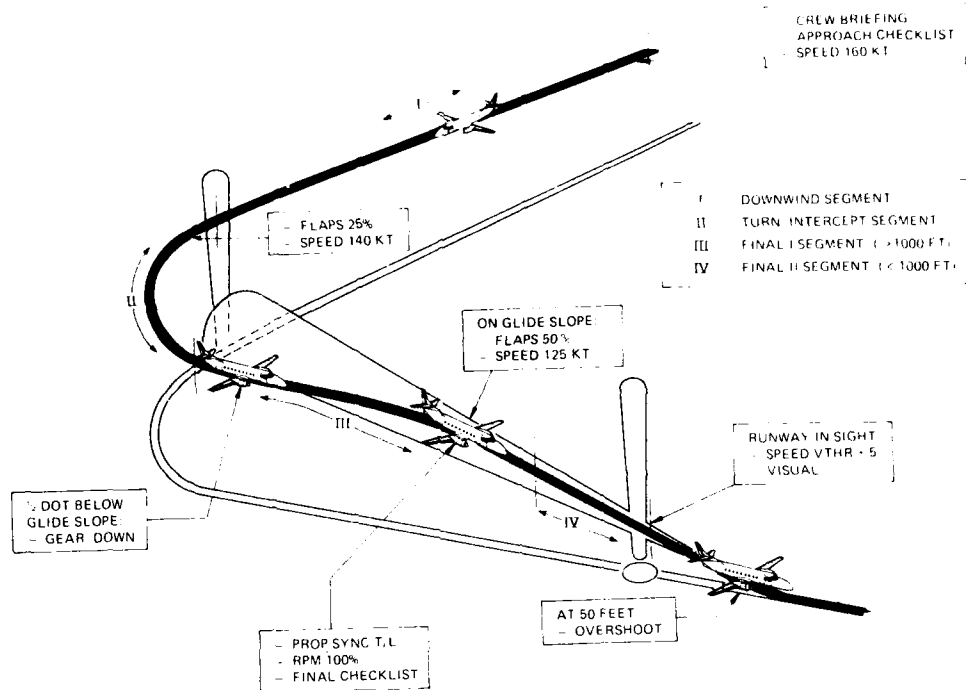 CREW BRIEFING
APPROACH CHECKLIST
- SPEED 160 KT
I
- FLAPS 25%
- SPEED 140 KT
I DOWNWIND SEGMENT
II TURN INTERCEPT SEGMENT
III FINAL I SEGMENT ( >1000 FT)
IV FINAL II SEGMENT ( < 1000 FT)
II
ON GLIDE SLOPE:
FLAPS 50%
- SPEED 125 KT
III
RUNWAY IN SIGHT
- SPEED VTHR + 5
VISUAL
½ DOT BELOW
GLIDE SLOPE:
- GEAR DOWN
IV
AT 50 FEET
- OVERSHOOT
- PROP SYNC T/L
- RPM 100%
- FINAL CHECKLIST